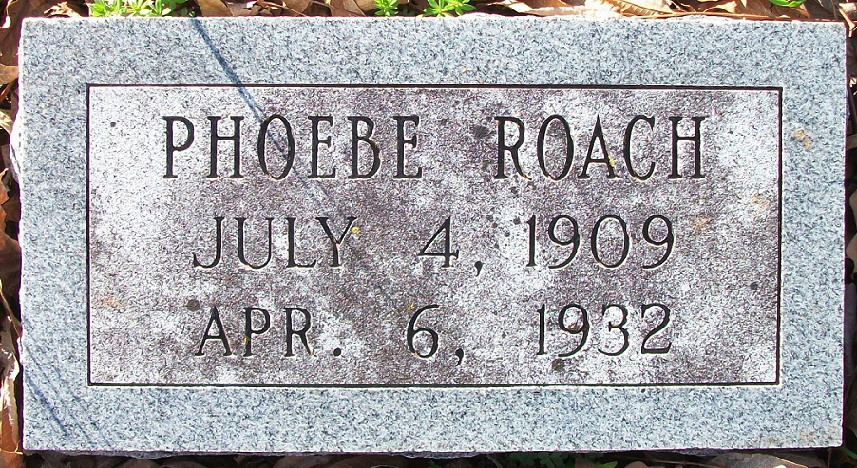 PHOEBE ROACH
JULY 4, 1909
APR. 6, 1932